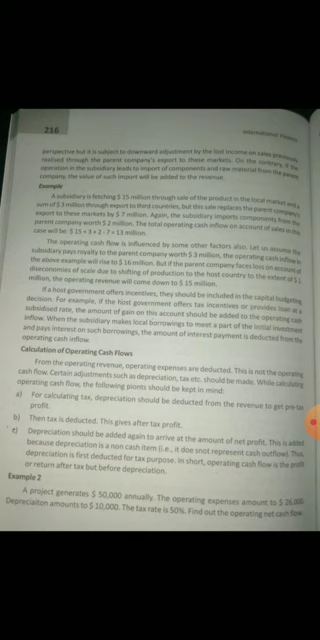 216
International Finance
perspective but it is subject to downward adjustment by the lost income on sales previously
realised through the parent company's export to these markets. On the contrary, if the
operation in the subsidiary leads to import of components and raw material from the parent
company, the value of such import will be added to the revenue.
Example
A subsidiary is fetching $ 15 million through sale of the product in the local market and a
sum of $ 3 million through export to third countries, but this sale replaces the parent company's
export to these markets by $ 7 million. Again, the subsidiary imports components from the
parent company worth $ 2 million. The total operating cash inflow on account of sales in the
case will be: $ 15 + 3 + 2 - 7 = 13 million.
The operating cash flow is influenced by some other factors also. Let us assume the
subsidiary pays royalty to the parent company worth $ 3 million, the operating cash inflow in
the above example will rise to $ 16 million. But if the parent company faces loss on account of
diseconomies of scale due to shifting of production to the host country to the extent of $ 1
million, the operating revenue will come down to $ 15 million.
If a host government offers incentives, they should be included in the capital budgeting
decision. For example, if the host government offers tax incentives or provides loan at a
subsidised rate, the amount of gain on this account should be added to the operating cash
inflow. When the subsidiary makes local borrowings to meet a part of the initial investment
and pays interest on such borrowings, the amount of interest payment is deducted from the
operating cash inflow.
Calculation of Operating Cash Flows
From the operating revenue, operating expenses are deducted. This is not the operating
cash flow. Certain adjustments such as depreciation, tax etc. should be made. While calculating
operating cash flow, the following pionts should be kept in mind:
a) For calculating tax, depreciation should be deducted from the revenue to get pre-tax
profit.
b) Then tax is deducted. This gives after tax profit.
c) Depreciation should be added again to arrive at the amount of net profit. This is added
because depreciation is a non cash item (i.e., it doe snot represent cash outflow). Thus,
depreciation is first deducted for tax purpose. In short, operating cash flow is the profit
or return after tax but before depreciation.
Example 2
A project generates $ 50,000 annually. The operating expenses amount to $ 26,000
Depreciaiton amounts to $ 10,000. The tax rate is 50%. Find out the operating net cash flow.